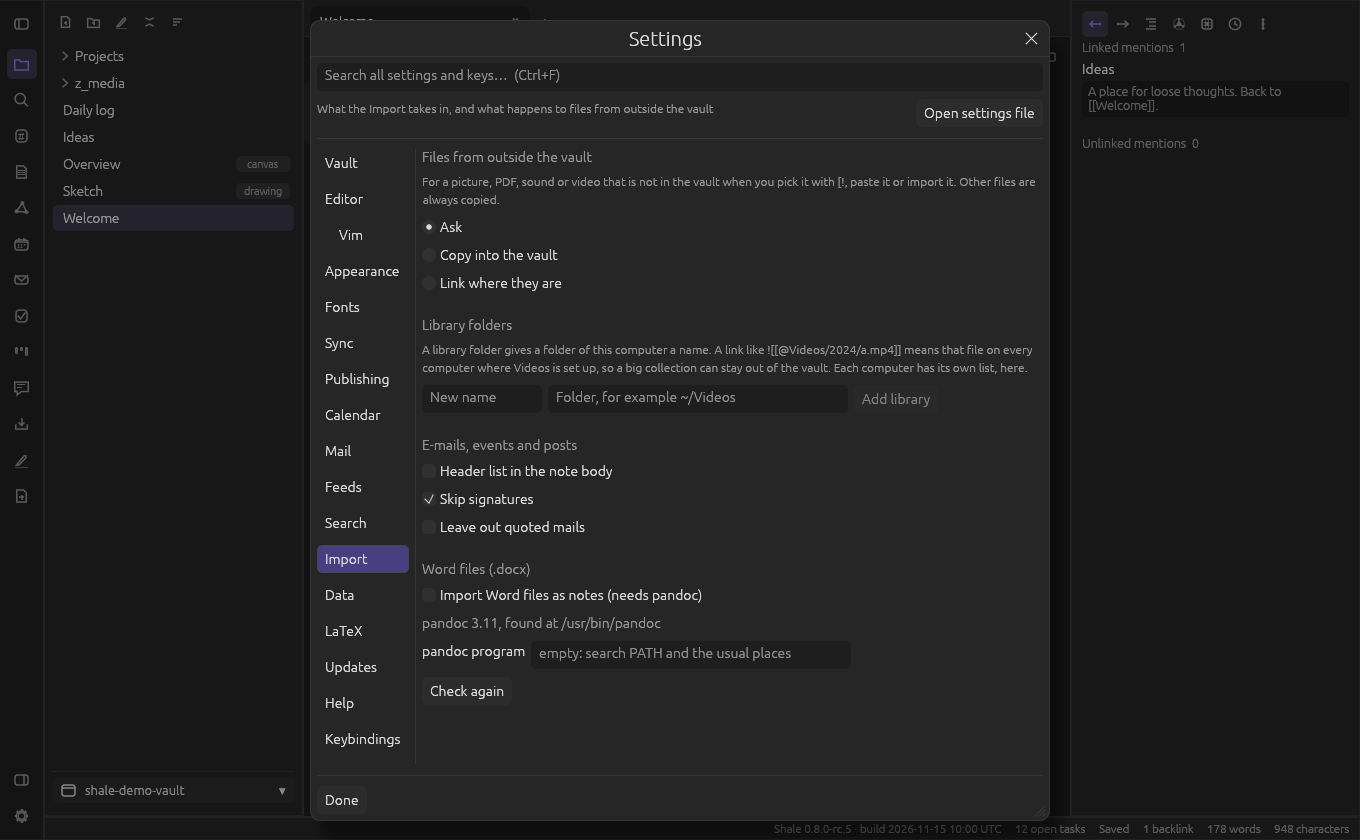 Welcome
Settings
Search all settings and keys… (Ctrl+F)
What the Import takes in, and what happens to files from outside the vault
Open settings file
Projects
z_media
Daily log
Ideas
Overview canvas
Sketch drawing
Welcome
shale-demo-vault
Vault
Editor
Vim
Appearance
Fonts
Sync
Publishing
Calendar
Mail
Feeds
Search
Import
Data
LaTeX
Updates
Help
Keybindings
Files from outside the vault
For a picture, PDF, sound or video that is not in the vault when you pick it with [!, paste it or import it. Other files are
always copied.
Ask
Copy into the vault
Link where they are
Library folders
A library folder gives a folder of this computer a name. A link like ![[@Videos/2024/a.mp4]] means that file on every
computer where Videos is set up, so a big collection can stay out of the vault. Each computer has its own list, here.
New name Folder, for example ~/Videos Add library
E-mails, events and posts
Header list in the note body
Skip signatures
Leave out quoted mails
Word files (.docx)
Import Word files as notes (needs pandoc)
pandoc 3.11, found at /usr/bin/pandoc
pandoc program empty: search PATH and the usual places
Check again
Done
Linked mentions 1
Ideas
A place for loose thoughts. Back to
[[Welcome]].
Unlinked mentions 0
Shale 0.8.0-rc.5 · build 2026-11-15 10:00 UTC 12 open tasks Saved 1 backlink 178 words 948 characters